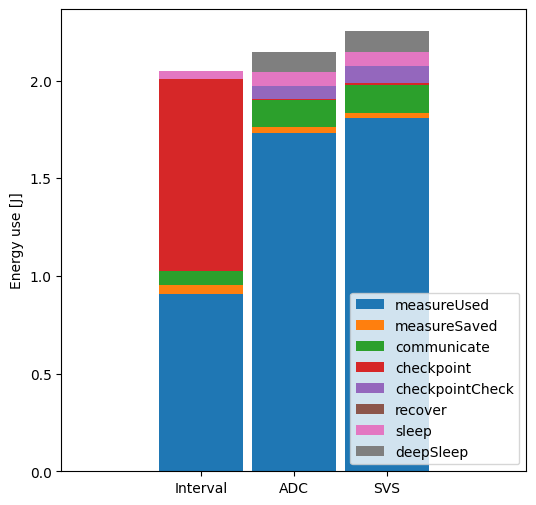 Energy use [J]
2.0
1.5
1.0
0.5
0.0
Interval
ADC
SVS
measureUsed
measureSaved
communicate
checkpoint
checkpointCheck
recover
sleep
deepSleep